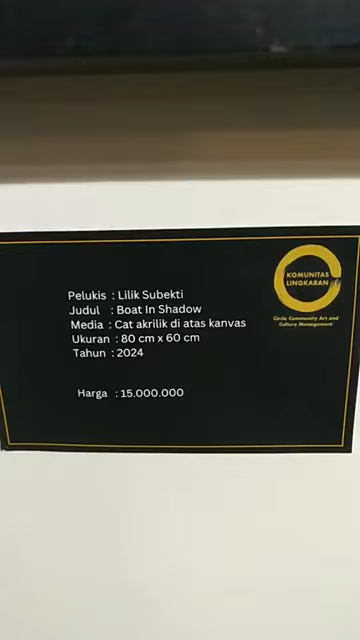 KOMUNITAS
LINGKARAN
Circle Community Art and
Culture Management
Pelukis : Lilik Subekti
Judul : Boat In Shadow
Media : Cat akrilik di atas kanvas
Ukuran : 80 cm x 60 cm
Tahun : 2024
Harga : 15.000.000